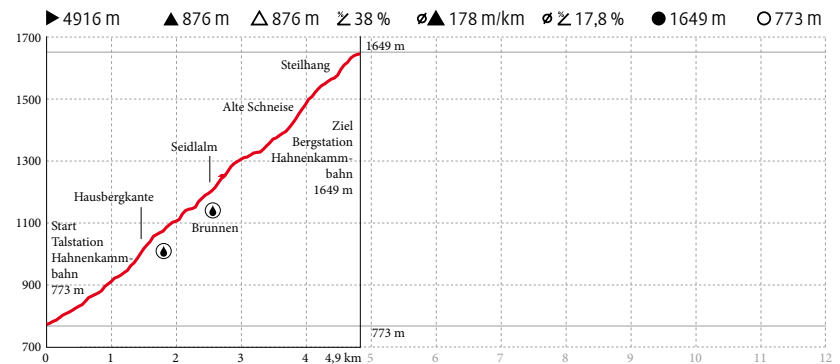 4916 m 876 m 876 m 38 % ø 178 m/km ø 17,8 % 1649 m 773 m
1700
1649 m
Steilhang
1500
Alte Schneise
Ziel
Bergstation
Hahnenkamm-
bahn
1649 m
Seidlalm
1300
Hausbergkante
Brunnen
1100
Start
Talstation
Hahnenkamm-
bahn
773 m
900
773 m
700
0 1 2 3 4 4,9 km 5 6 7 8 9 10 11 12